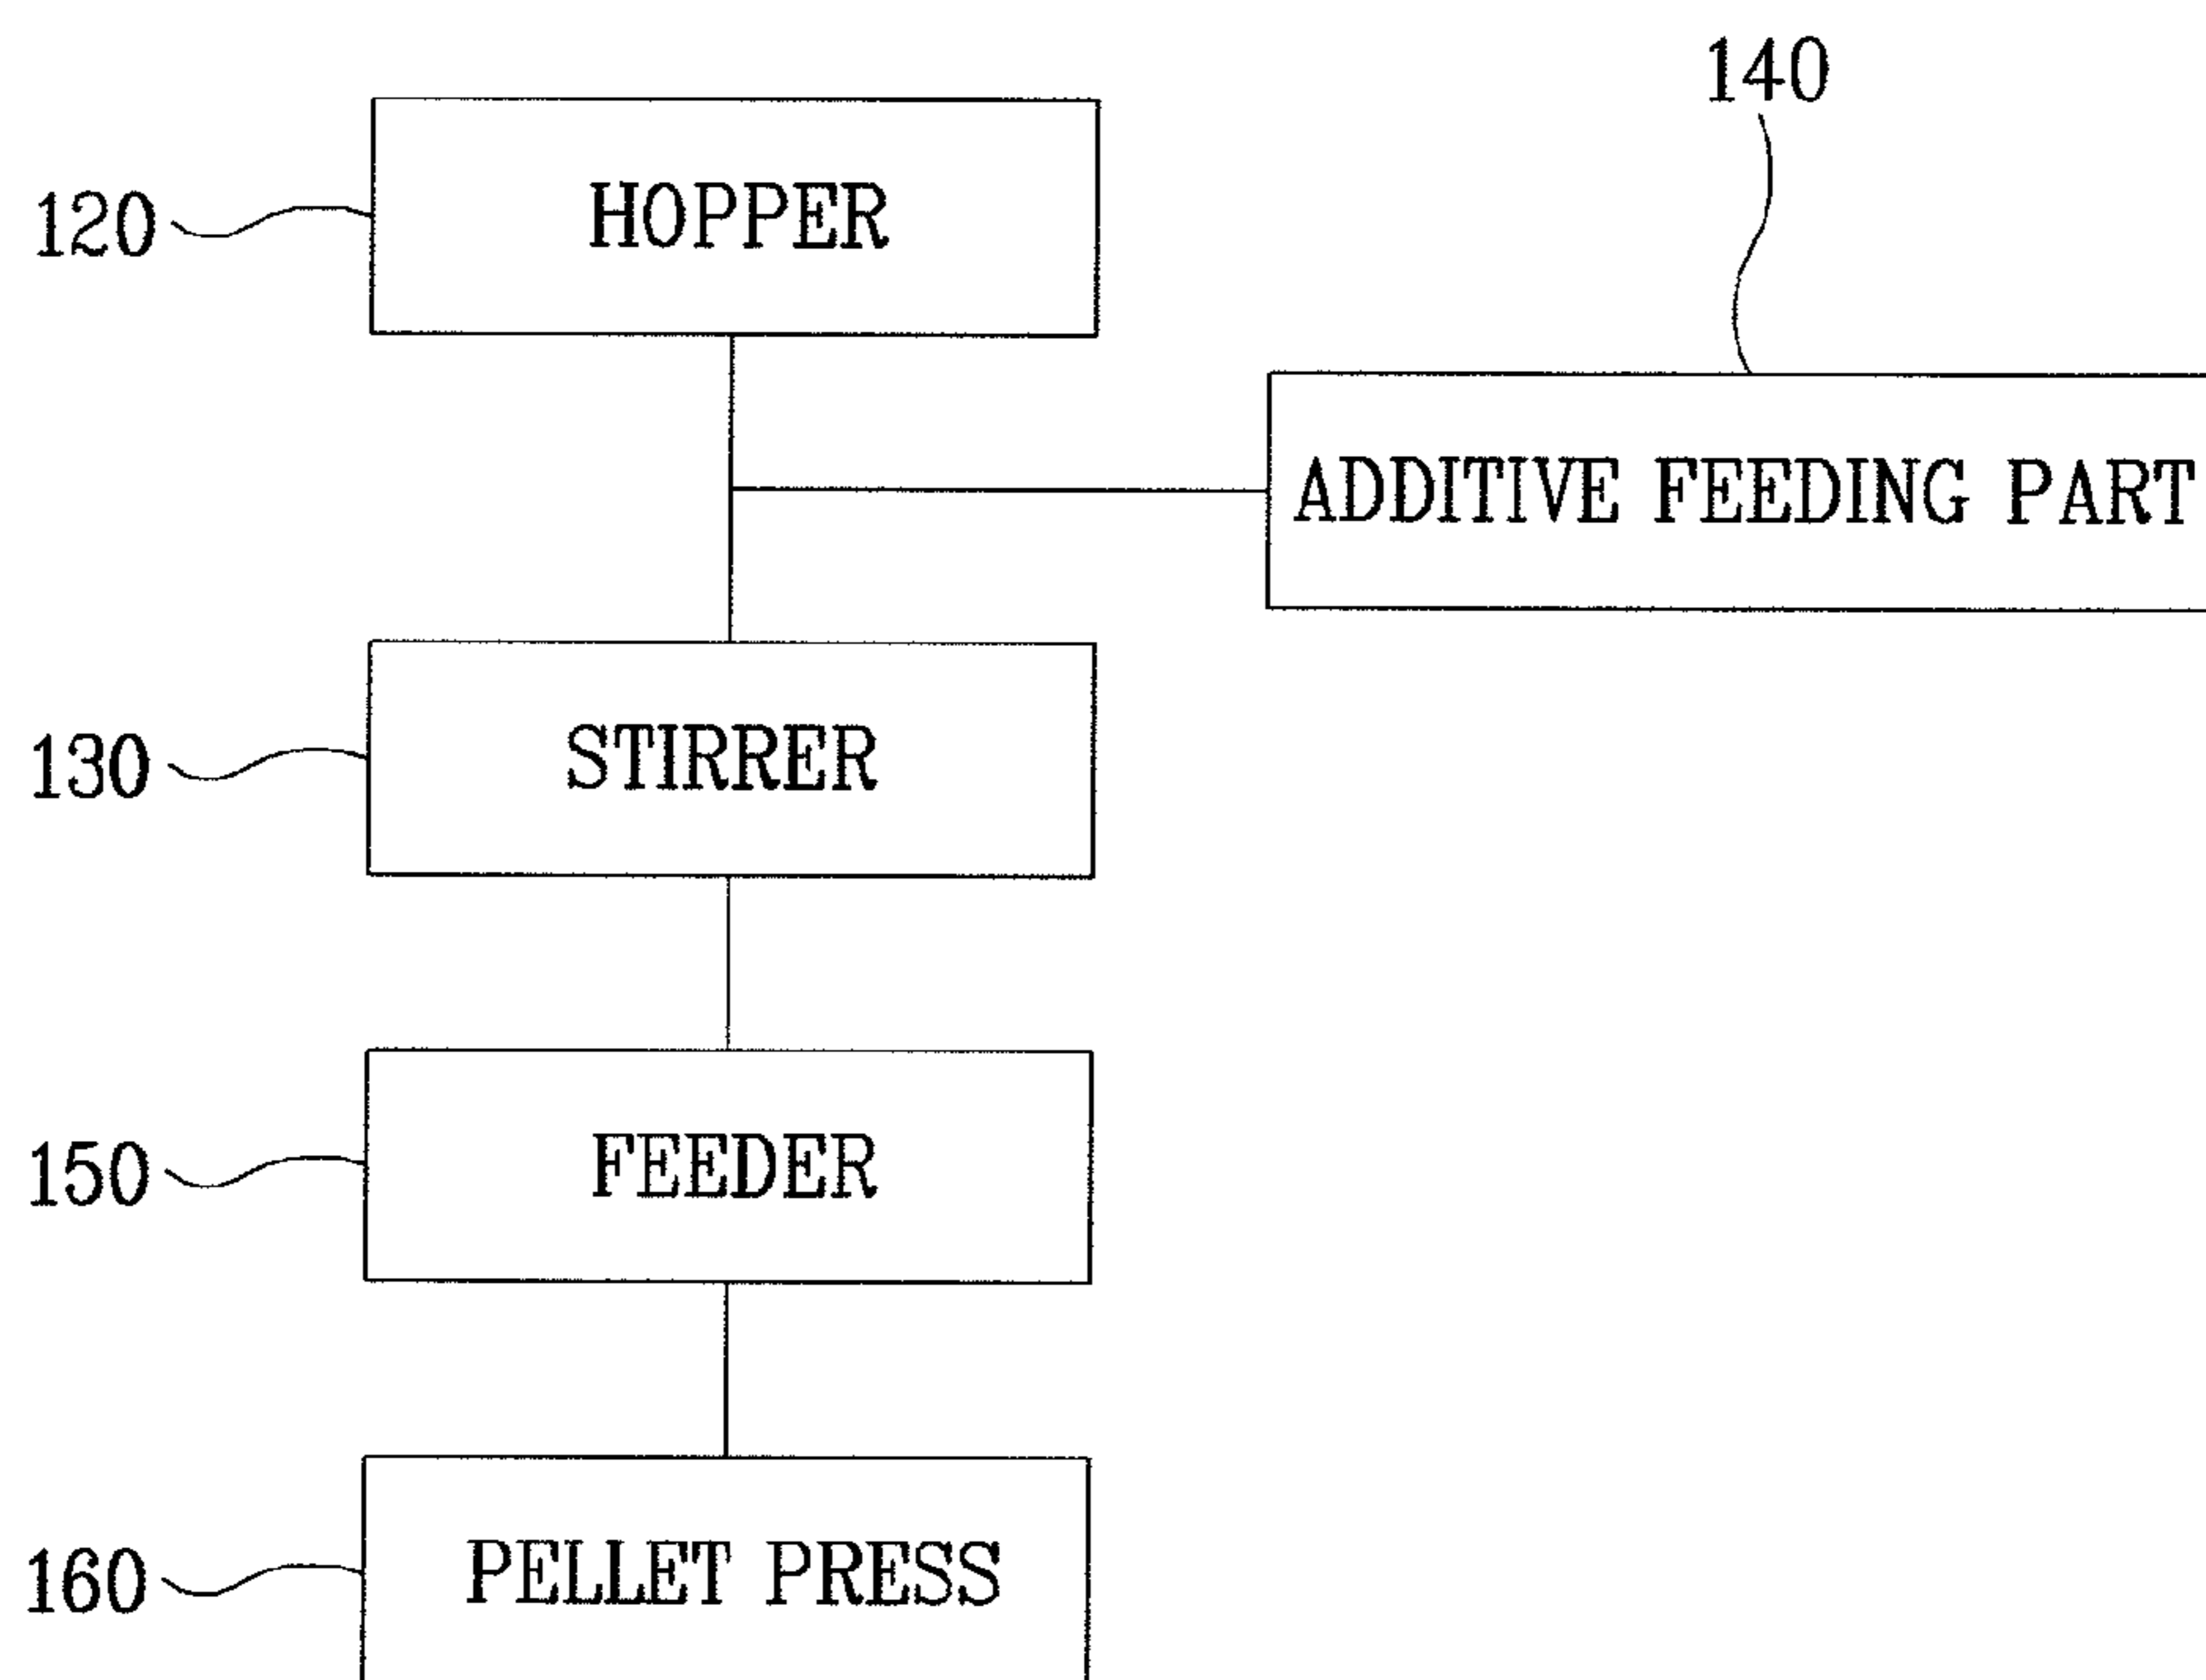 140
120 HOPPER
ADDITIVE FEEDING PART
130 STIRRER
150 FEEDER
160 PELLET PRESS